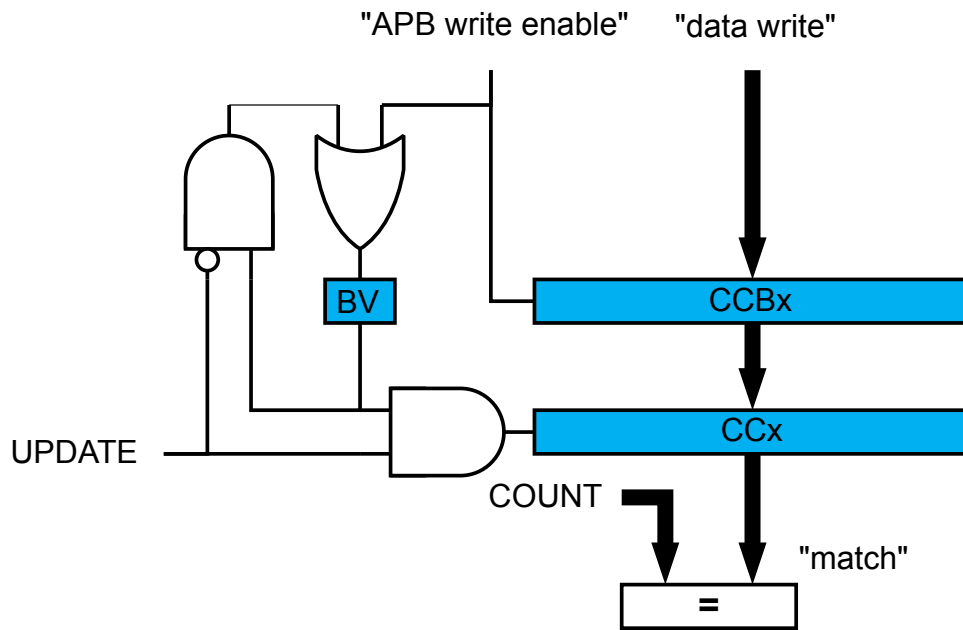 "APB write enable" "data write"
BV
CCBx
CCx
UPDATE
COUNT
"match"
=